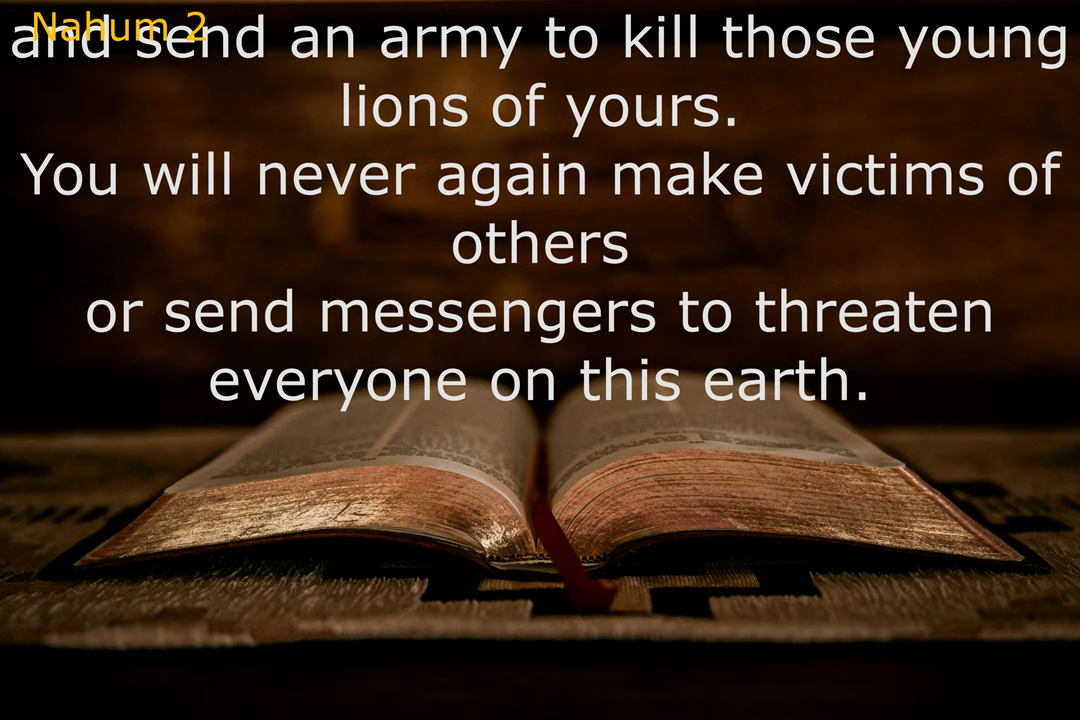 Nahum 2
and send an army to kill those young
lions of yours.
You will never again make victims of
others
or send messengers to threaten
everyone on this earth.